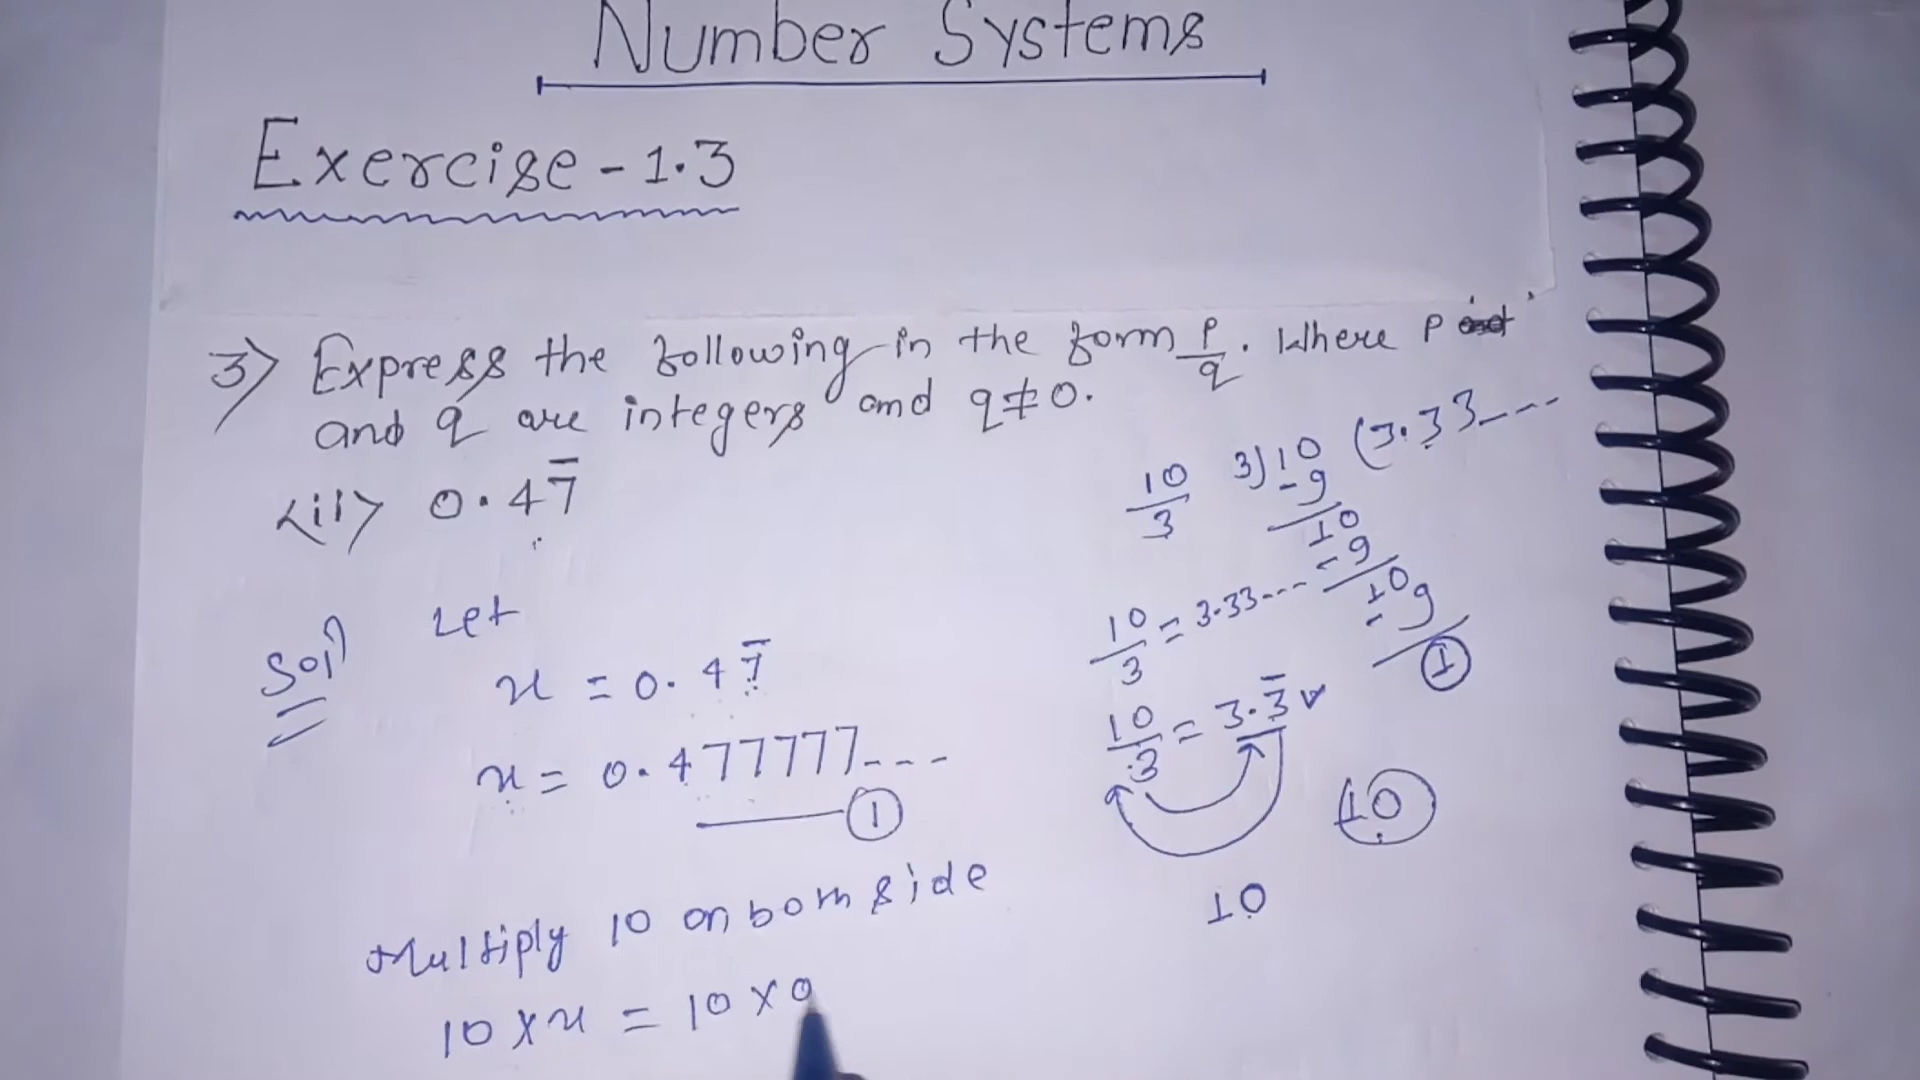 Number Systems
Exercise - 1.3
3) Express the following in the form p/q. Where p
and q are integers and q≠0.
<ii> 0.47̅
Sol)
Let
x = 0.47̅
x = 0.477777---
1
Multiply 10 on both side
10 × x = 10 × 0
10/3 3)10(3.33---
-9
10
-9
10
-9
1
10/3 = 3.33---
10/3 = 3.3̅ ✓
10
10